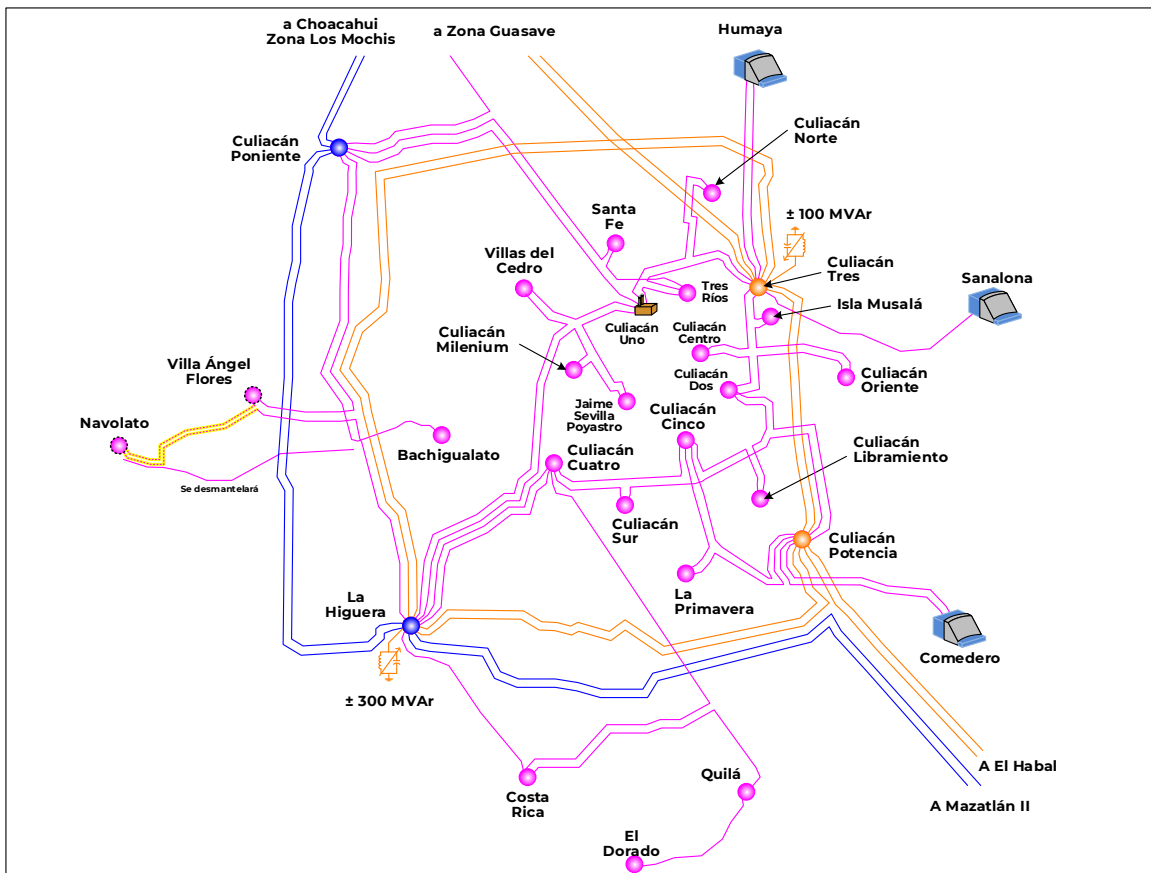 a Choacahui
Zona Los Mochis
a Zona Guasave
Humaya
Culiacán
Norte
Culiacán
Poniente
Santa
Fe
± 100 MVAr
Villas del
Cedro
Culiacán
Tres
Tres
Ríos
Sanalona
Isla Musalá
Culiacán
Uno
Culiacán
Milenium
Culiacán
Centro
Villa Ángel
Flores
Culiacán
Oriente
Culiacán
Dos
Jaime
Sevilla
Poyastro
Culiacán
Cinco
Navolato
Bachigualato
Culiacán
Cuatro
Culiacán
Libramiento
Se desmantelará
Culiacán
Sur
Culiacán
Potencia
La
Higuera
La
Primavera
Comedero
± 300 MVAr
A El Habal
Quilá
Costa
Rica
A Mazatlán II
El
Dorado